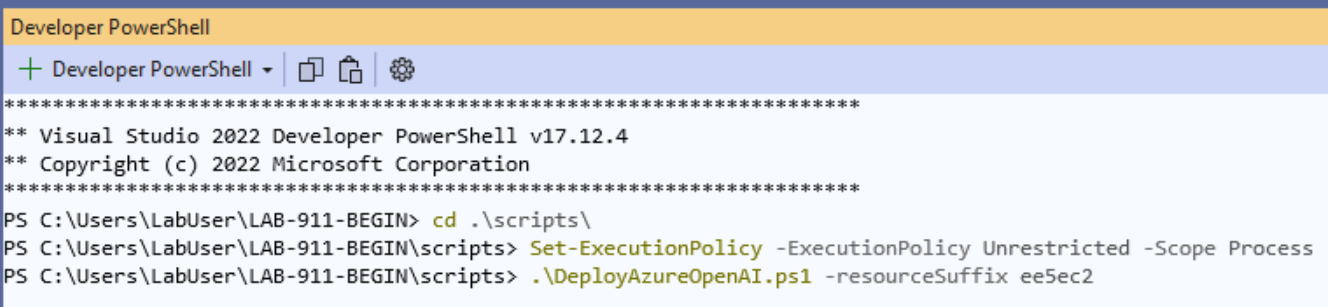 Developer PowerShell
+ Developer PowerShell
**********************************************************************
** Visual Studio 2022 Developer PowerShell v17.12.4
** Copyright (c) 2022 Microsoft Corporation
**********************************************************************
PS C:\Users\LabUser\LAB-911-BEGIN> cd .\scripts\
PS C:\Users\LabUser\LAB-911-BEGIN\scripts> Set-ExecutionPolicy -ExecutionPolicy Unrestricted -Scope Process
PS C:\Users\LabUser\LAB-911-BEGIN\scripts> .\DeployAzureOpenAI.ps1 -resourceSuffix ee5ec2